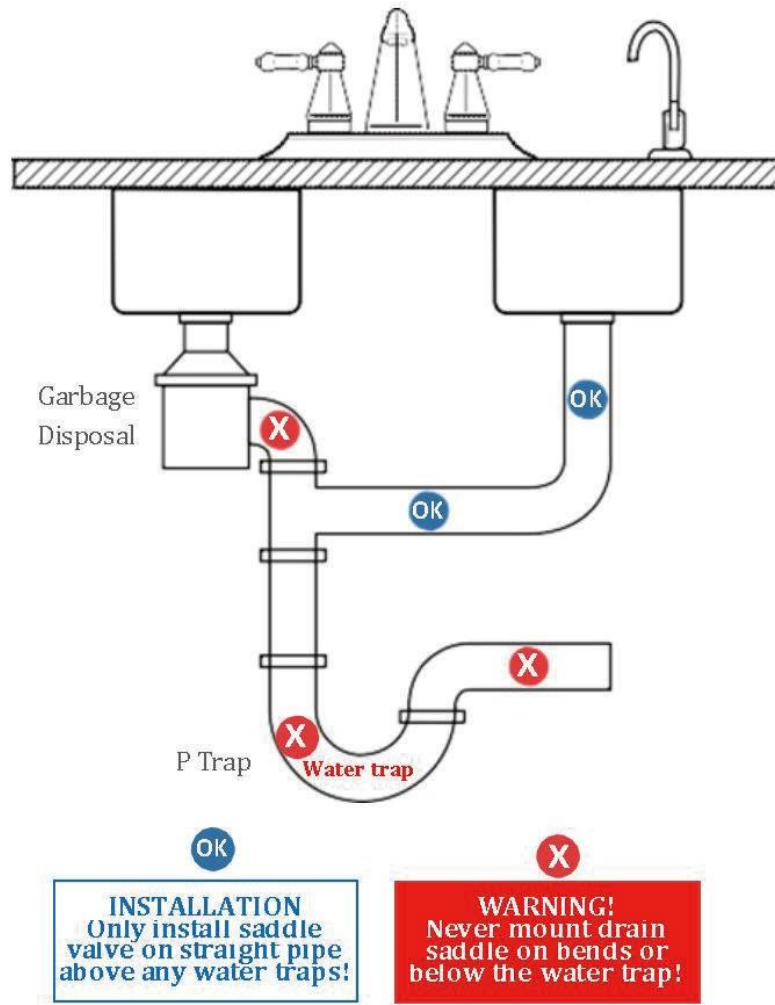 OK
Garbage
Disposal
X
OK
X
X
P Trap
Water trap
OK
X
INSTALLATION
Only install saddle
valve on straight pipe
above any water traps!
WARNING!
Never mount drain
saddle on bends or
below the water trap!